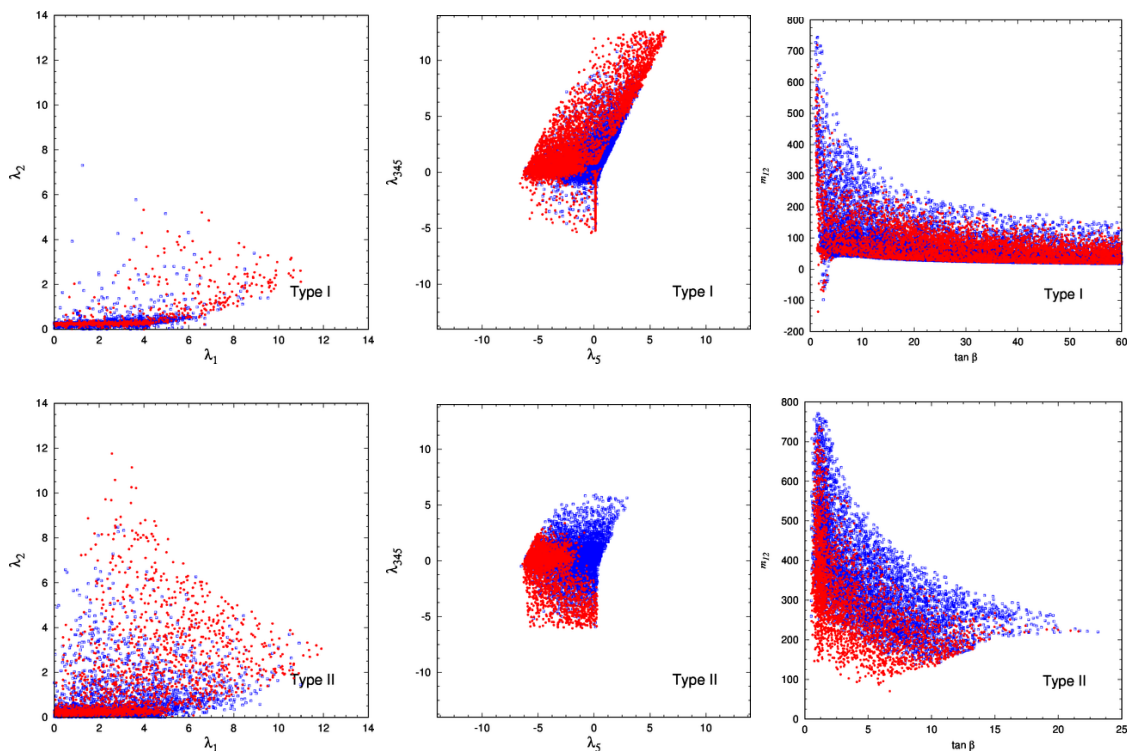 14
12
10
8
6
4
2
0
λ₂
0 2 4 6 8 10 12 14
λ₁
Type I
10
5
0
-5
-10
λ₃₄₅
-10 -5 0 5 10
λ₅
Type I
800
700
600
500
400
300
200
100
0
-100
-200
m₁₂
0 10 20 30 40 50 60
tan β
Type I
14
12
10
8
6
4
2
0
λ₂
0 2 4 6 8 10 12 14
λ₁
Type II
10
5
0
-5
-10
λ₃₄₅
-10 -5 0 5 10
λ₅
Type II
800
700
600
500
400
300
200
100
0
m₁₂
0 5 10 15 20 25
tan β
Type II